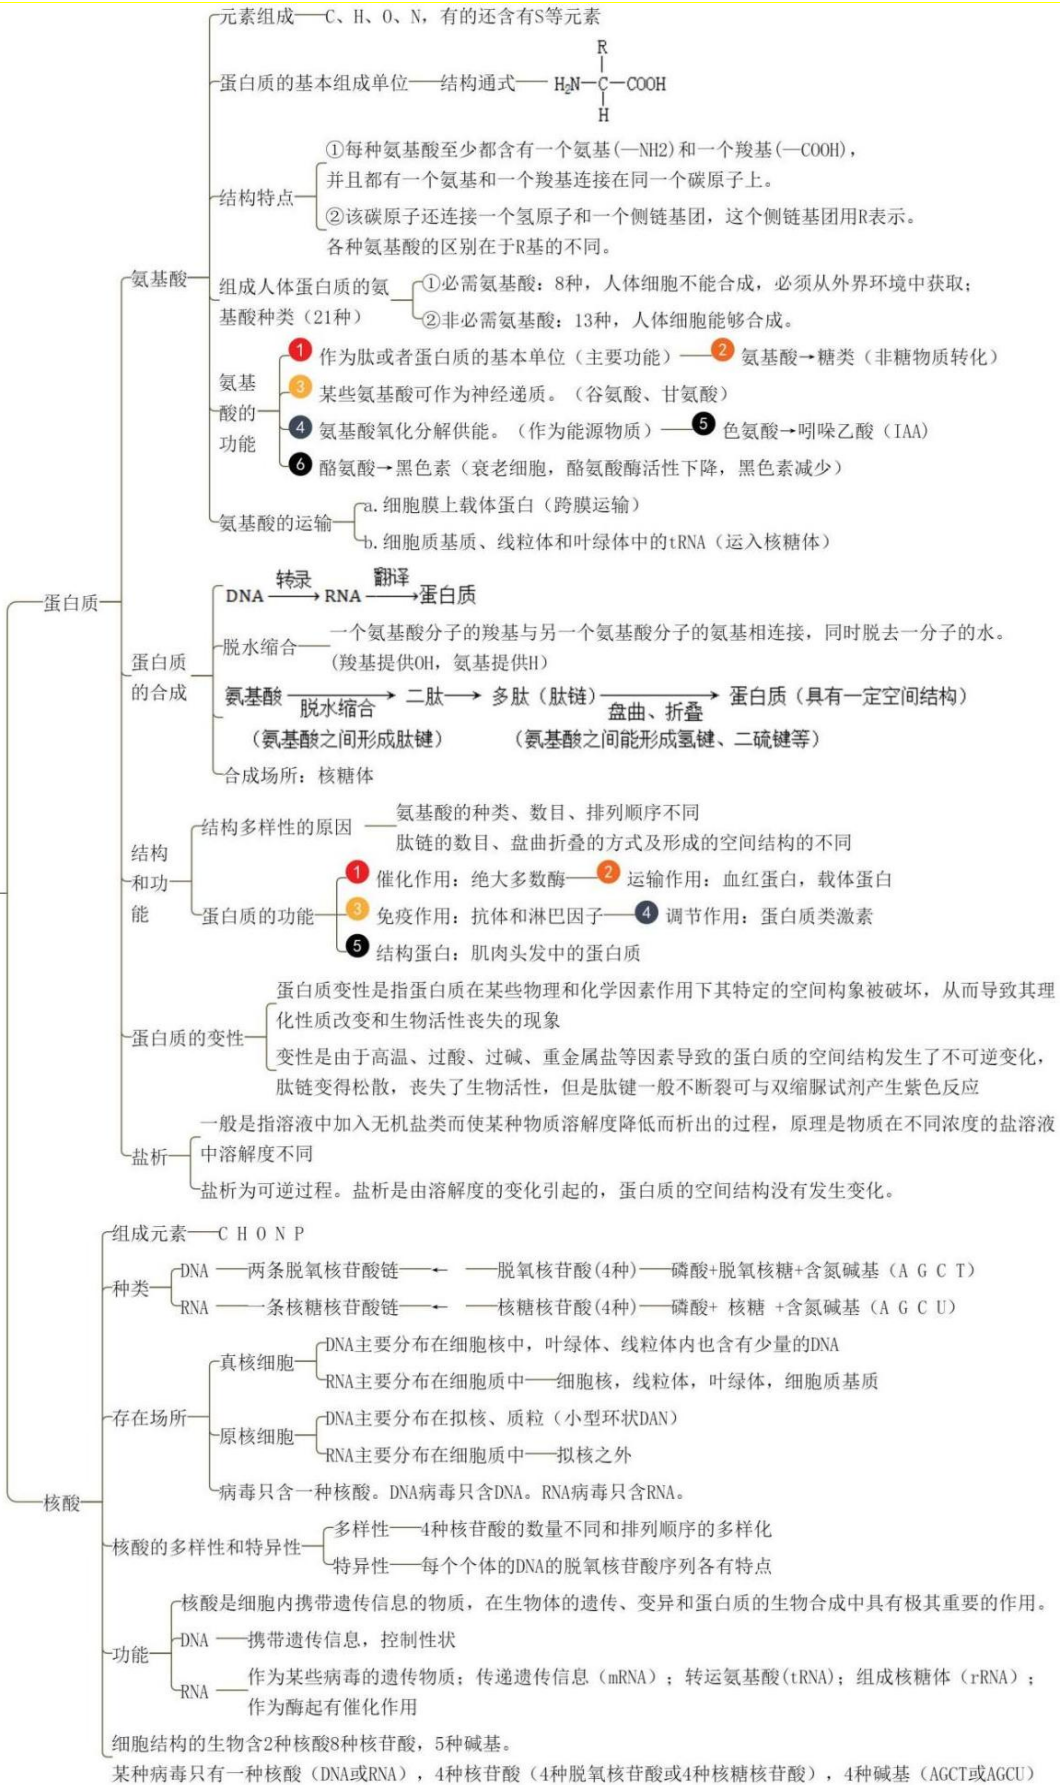 元素组成——C、H、O、N，有的还含有S等元素
蛋白质的基本组成单位——结构通式——
R
H₂N—C—COOH
H
①每种氨基酸至少都含有一个氨基(—NH2)和一个羧基(—COOH)，
并且都有一个氨基和一个羧基连接在同一个碳原子上。
结构特点
②该碳原子还连接一个氢原子和一个侧链基团，这个侧链基团用R表示。
各种氨基酸的区别在于R基的不同。
氨基酸
组成人体蛋白质的氨
基酸种类（21种）
①必需氨基酸：8种，人体细胞不能合成，必须从外界环境中获取；
②非必需氨基酸：13种，人体细胞能够合成。
氨基
酸的
功能
1 作为肽或者蛋白质的基本单位（主要功能）——2 氨基酸→糖类（非糖物质转化）
3 某些氨基酸可作为神经递质。（谷氨酸、甘氨酸）
4 氨基酸氧化分解供能。（作为能源物质）——5 色氨酸→吲哚乙酸（IAA)
6 酪氨酸→黑色素（衰老细胞，酪氨酸酶活性下降，黑色素减少）
氨基酸的运输
a.细胞膜上载体蛋白（跨膜运输）
b.细胞质基质、线粒体和叶绿体中的tRNA（运入核糖体）
蛋白质
转录 翻译
DNA → RNA → 蛋白质
蛋白质
的合成
脱水缩合
一个氨基酸分子的羧基与另一个氨基酸分子的氨基相连接，同时脱去一分子的水。
(羧基提供OH，氨基提供H）
氨基酸 → 二肽 → 多肽（肽链） → 蛋白质（具有一定空间结构）
脱水缩合 盘曲、折叠
（氨基酸之间形成肽键） （氨基酸之间能形成氢键、二硫键等）
合成场所：核糖体
结构
和功
能
结构多样性的原因
氨基酸的种类、数目、排列顺序不同
肽链的数目、盘曲折叠的方式及形成的空间结构的不同
蛋白质的功能
1 催化作用：绝大多数酶——2 运输作用：血红蛋白，载体蛋白
3 免疫作用：抗体和淋巴因子——4 调节作用：蛋白质类激素
5 结构蛋白：肌肉头发中的蛋白质
蛋白质的变性
蛋白质变性是指蛋白质在某些物理和化学因素作用下其特定的空间构象被破坏，从而导致其理
化性质改变和生物活性丧失的现象
变性是由于高温、过酸、过碱、重金属盐等因素导致的蛋白质的空间结构发生了不可逆变化，
肽链变得松散，丧失了生物活性，但是肽键一般不断裂可与双缩脲试剂产生紫色反应
盐析
一般是指溶液中加入无机盐类而使某种物质溶解度降低而析出的过程，原理是物质在不同浓度的盐溶液
中溶解度不同
盐析为可逆过程。盐析是由溶解度的变化引起的，蛋白质的空间结构没有发生变化。
核酸
组成元素——C H O N P
种类
DNA——两条脱氧核苷酸链——← ——脱氧核苷酸(4种)——磷酸+脱氧核糖+含氮碱基（A G C T）
RNA——一条核糖核苷酸链——← ——核糖核苷酸(4种)——磷酸+ 核糖 +含氮碱基（A G C U）
存在场所
真核细胞
DNA主要分布在细胞核中，叶绿体、线粒体内也含有少量的DNA
RNA主要分布在细胞质中——细胞核，线粒体，叶绿体，细胞质基质
原核细胞
DNA主要分布在拟核、质粒（小型环状DAN）
RNA主要分布在细胞质中——拟核之外
病毒只含一种核酸。DNA病毒只含DNA。RNA病毒只含RNA。
核酸的多样性和特异性
多样性——4种核苷酸的数量不同和排列顺序的多样化
特异性——每个个体的DNA的脱氧核苷酸序列各有特点
功能
核酸是细胞内携带遗传信息的物质，在生物体的遗传、变异和蛋白质的生物合成中具有极其重要的作用。
DNA——携带遗传信息，控制性状
RNA——作为某些病毒的遗传物质；传递遗传信息（mRNA）；转运氨基酸(tRNA)；组成核糖体（rRNA）；
作为酶起有催化作用
细胞结构的生物含2种核酸8种核苷酸，5种碱基。
某种病毒只有一种核酸（DNA或RNA），4种核苷酸（4种脱氧核苷酸或4种核糖核苷酸），4种碱基（AGCT或AGCU）